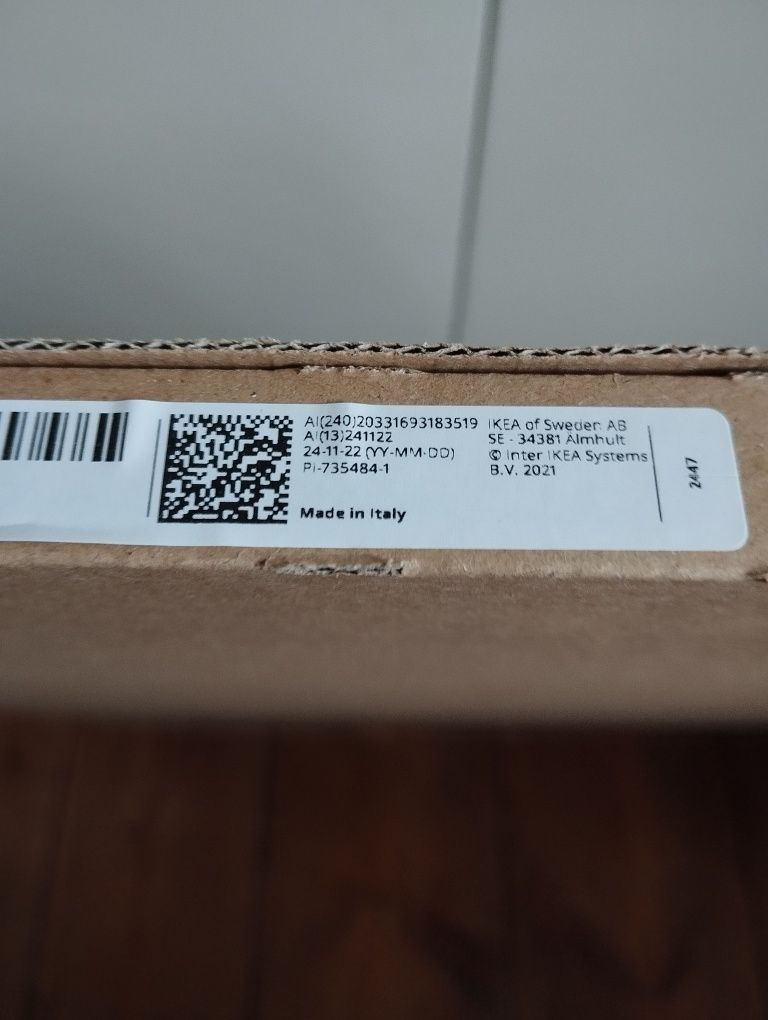 AI(240)20331693183519
AI(13)241122
24-11-22 (YY-MM-DD)
PI-735484-1
Made in Italy
IKEA of Sweden AB
SE - 34381 Älmhult
© Inter IKEA Systems
B.V. 2021
2447